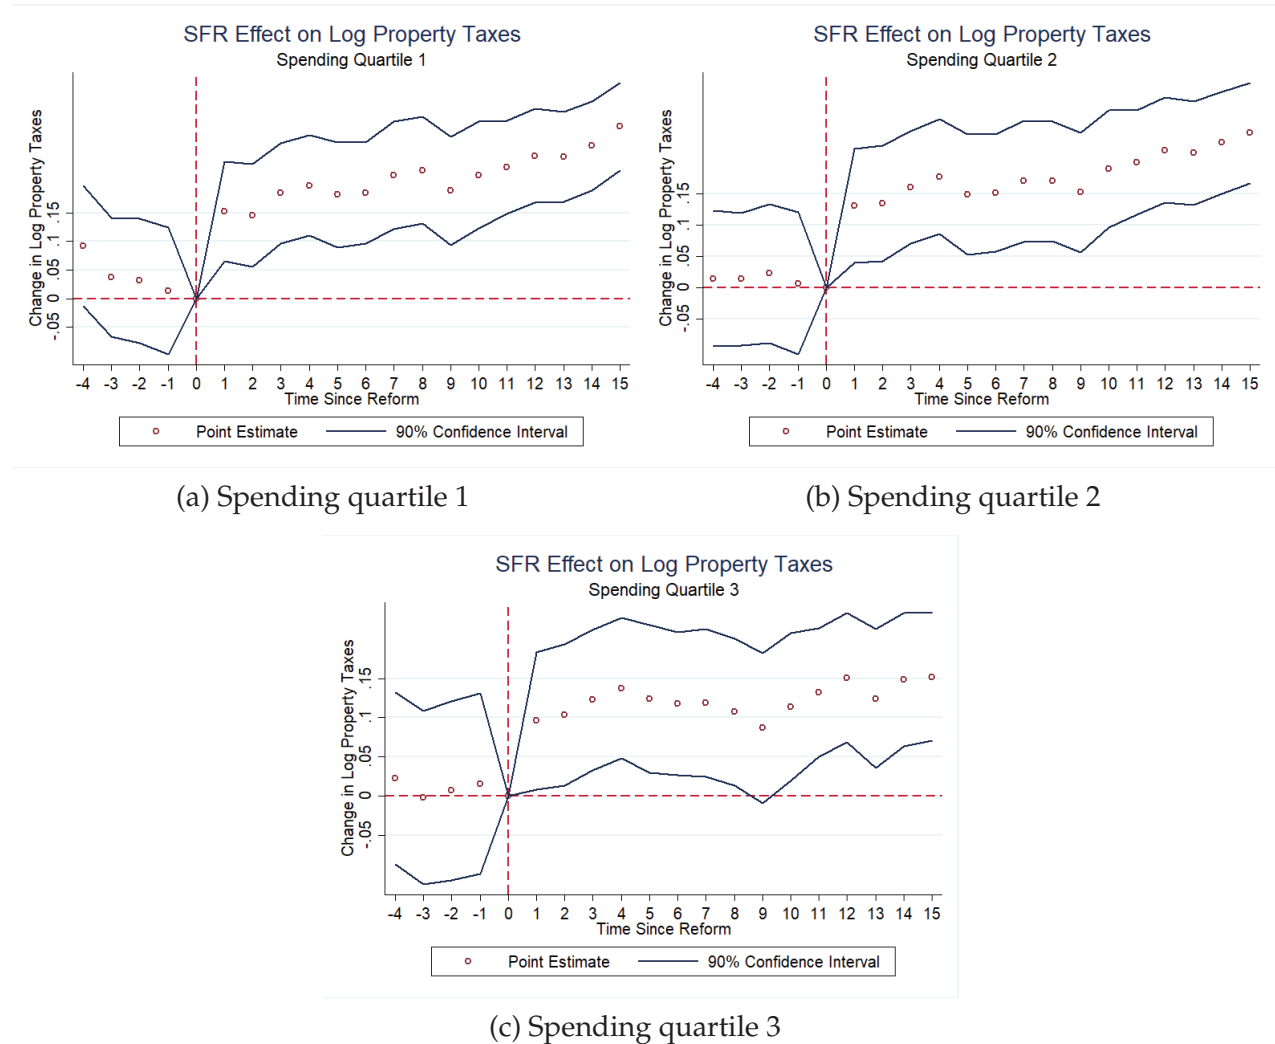 SFR Effect on Log Property Taxes
Spending Quartile 1
Change in Log Property Taxes
.15
.1
.05
0
-.05
-4 -3 -2 -1 0 1 2 3 4 5 6 7 8 9 10 11 12 13 14 15
Time Since Reform
Point Estimate 90% Confidence Interval
(a) Spending quartile 1
SFR Effect on Log Property Taxes
Spending Quartile 2
Change in Log Property Taxes
.15
.1
.05
0
-.05
-4 -3 -2 -1 0 1 2 3 4 5 6 7 8 9 10 11 12 13 14 15
Time Since Reform
Point Estimate 90% Confidence Interval
(b) Spending quartile 2
SFR Effect on Log Property Taxes
Spending Quartile 3
Change in Log Property Taxes
.15
.1
.05
0
-.05
-4 -3 -2 -1 0 1 2 3 4 5 6 7 8 9 10 11 12 13 14 15
Time Since Reform
Point Estimate 90% Confidence Interval
(c) Spending quartile 3